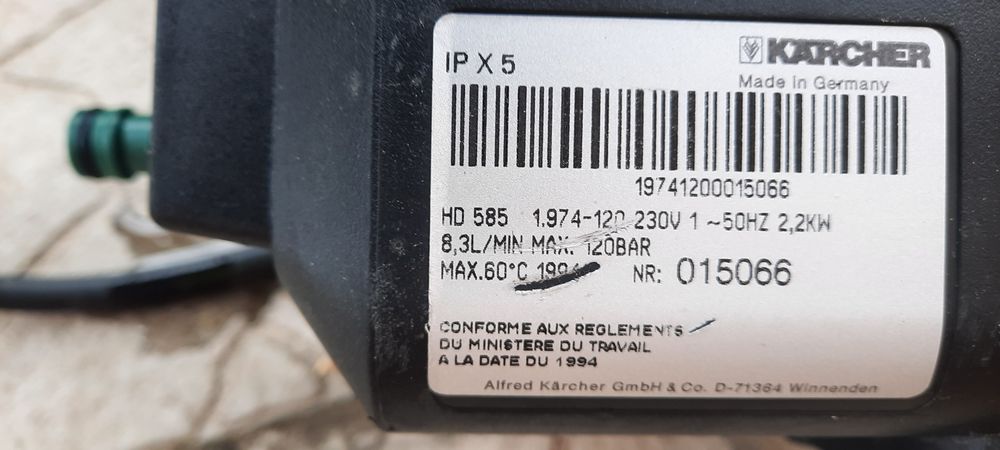 IP X 5
KÄRCHER
Made in Germany
19741200015066
HD 585 1.974-120 230V 1 ~50HZ 2,2KW
8,3L/MIN MAX. 120BAR
MAX.60°C 1994 NR: 015066
CONFORME AUX REGLEMENTS
DU MINISTERE DU TRAVAIL
A LA DATE DU 1994
Alfred Kärcher GmbH & Co. D-71364 Winnenden